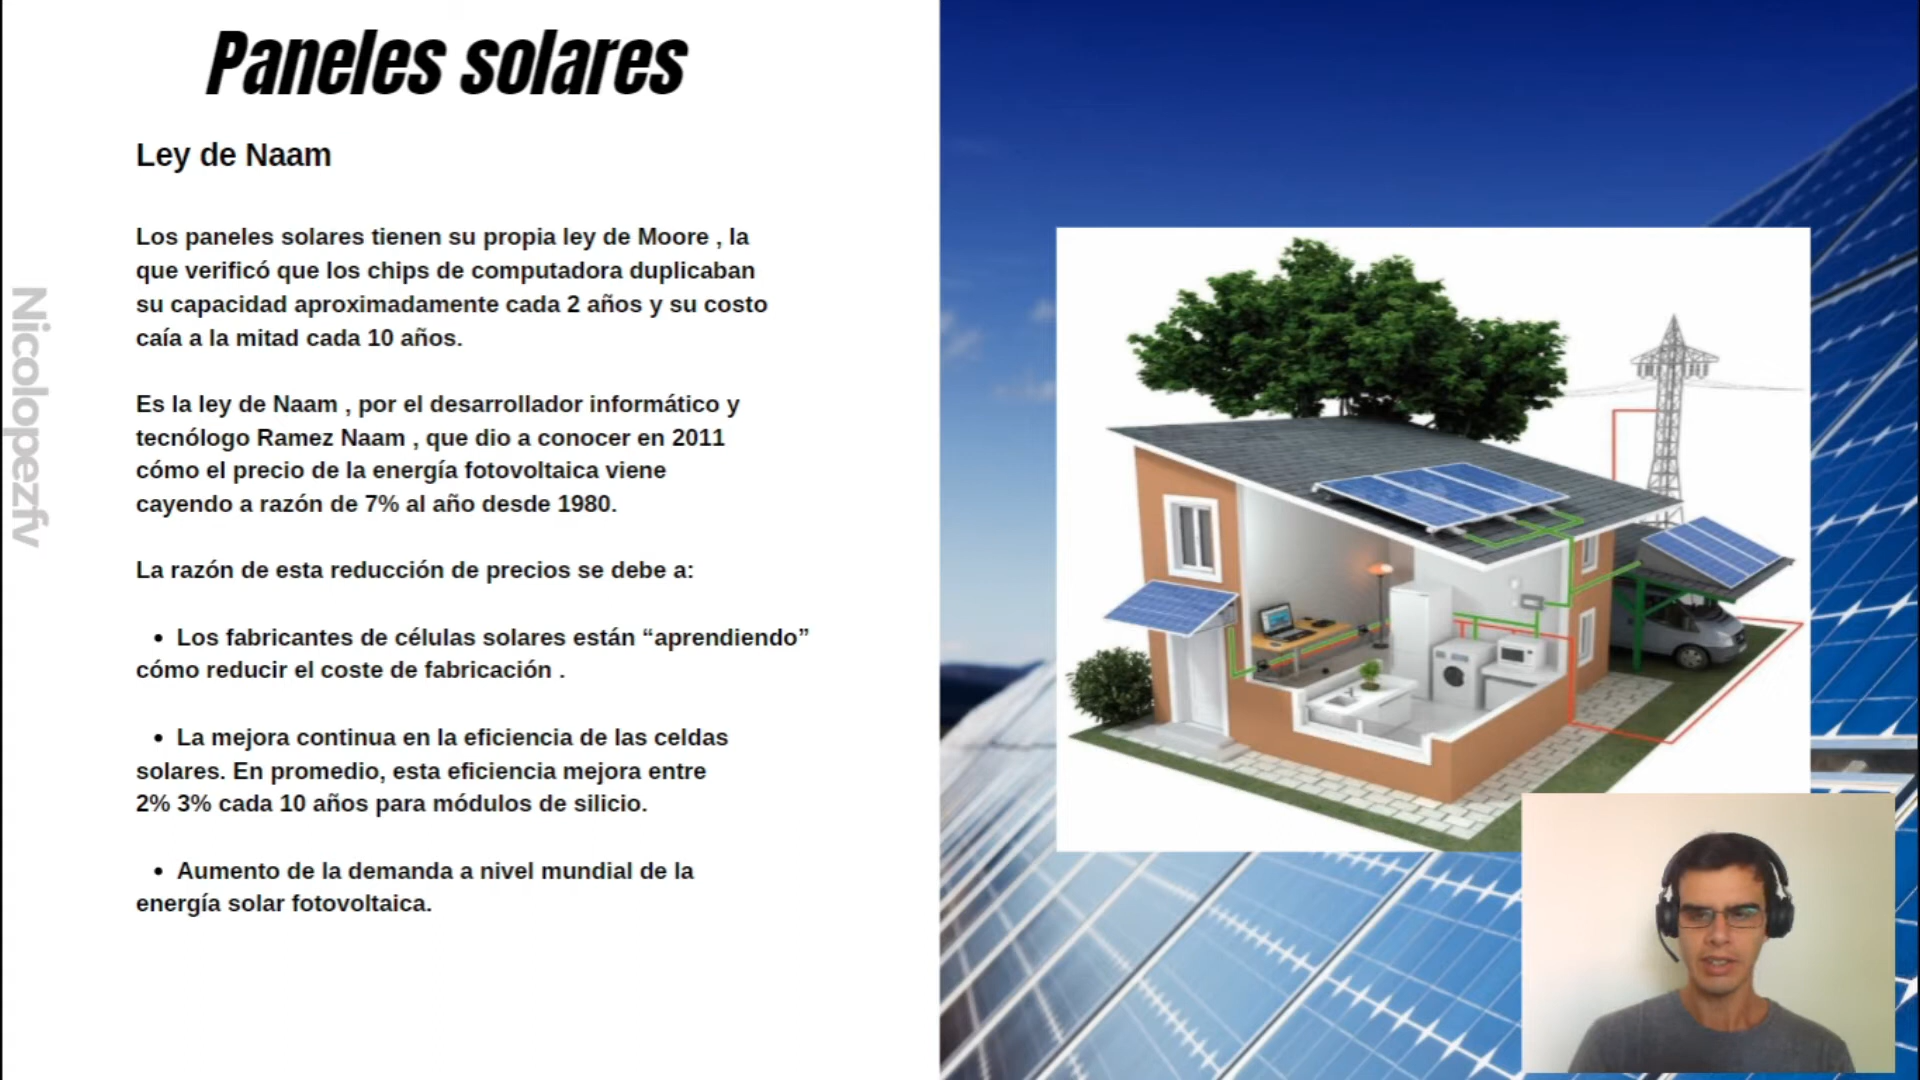 Paneles solares
Ley de Naam
Los paneles solares tienen su propia ley de Moore , la
que verificó que los chips de computadora duplicaban
su capacidad aproximadamente cada 2 años y su costo
caía a la mitad cada 10 años.
Es la ley de Naam , por el desarrollador informático y
tecnólogo Ramez Naam , que dio a conocer en 2011
cómo el precio de la energía fotovoltaica viene
cayendo a razón de 7% al año desde 1980.
La razón de esta reducción de precios se debe a:
• Los fabricantes de células solares están “aprendiendo”
cómo reducir el coste de fabricación .
• La mejora continua en la eficiencia de las celdas
solares. En promedio, esta eficiencia mejora entre
2% 3% cada 10 años para módulos de silicio.
• Aumento de la demanda a nivel mundial de la
energía solar fotovoltaica.
Nicolopezfv